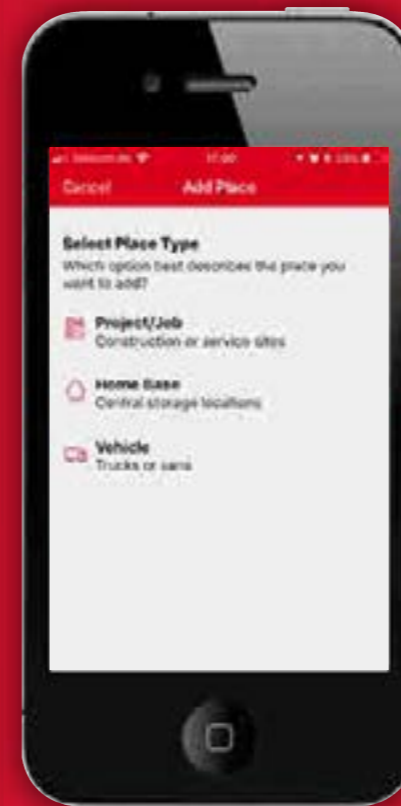 Cancel Add Place
Select Place Type
Which option best describes the place you
want to add?
Project/Job
Construction or service sites
Home Base
Central storage locations
Vehicle
Trucks or vans